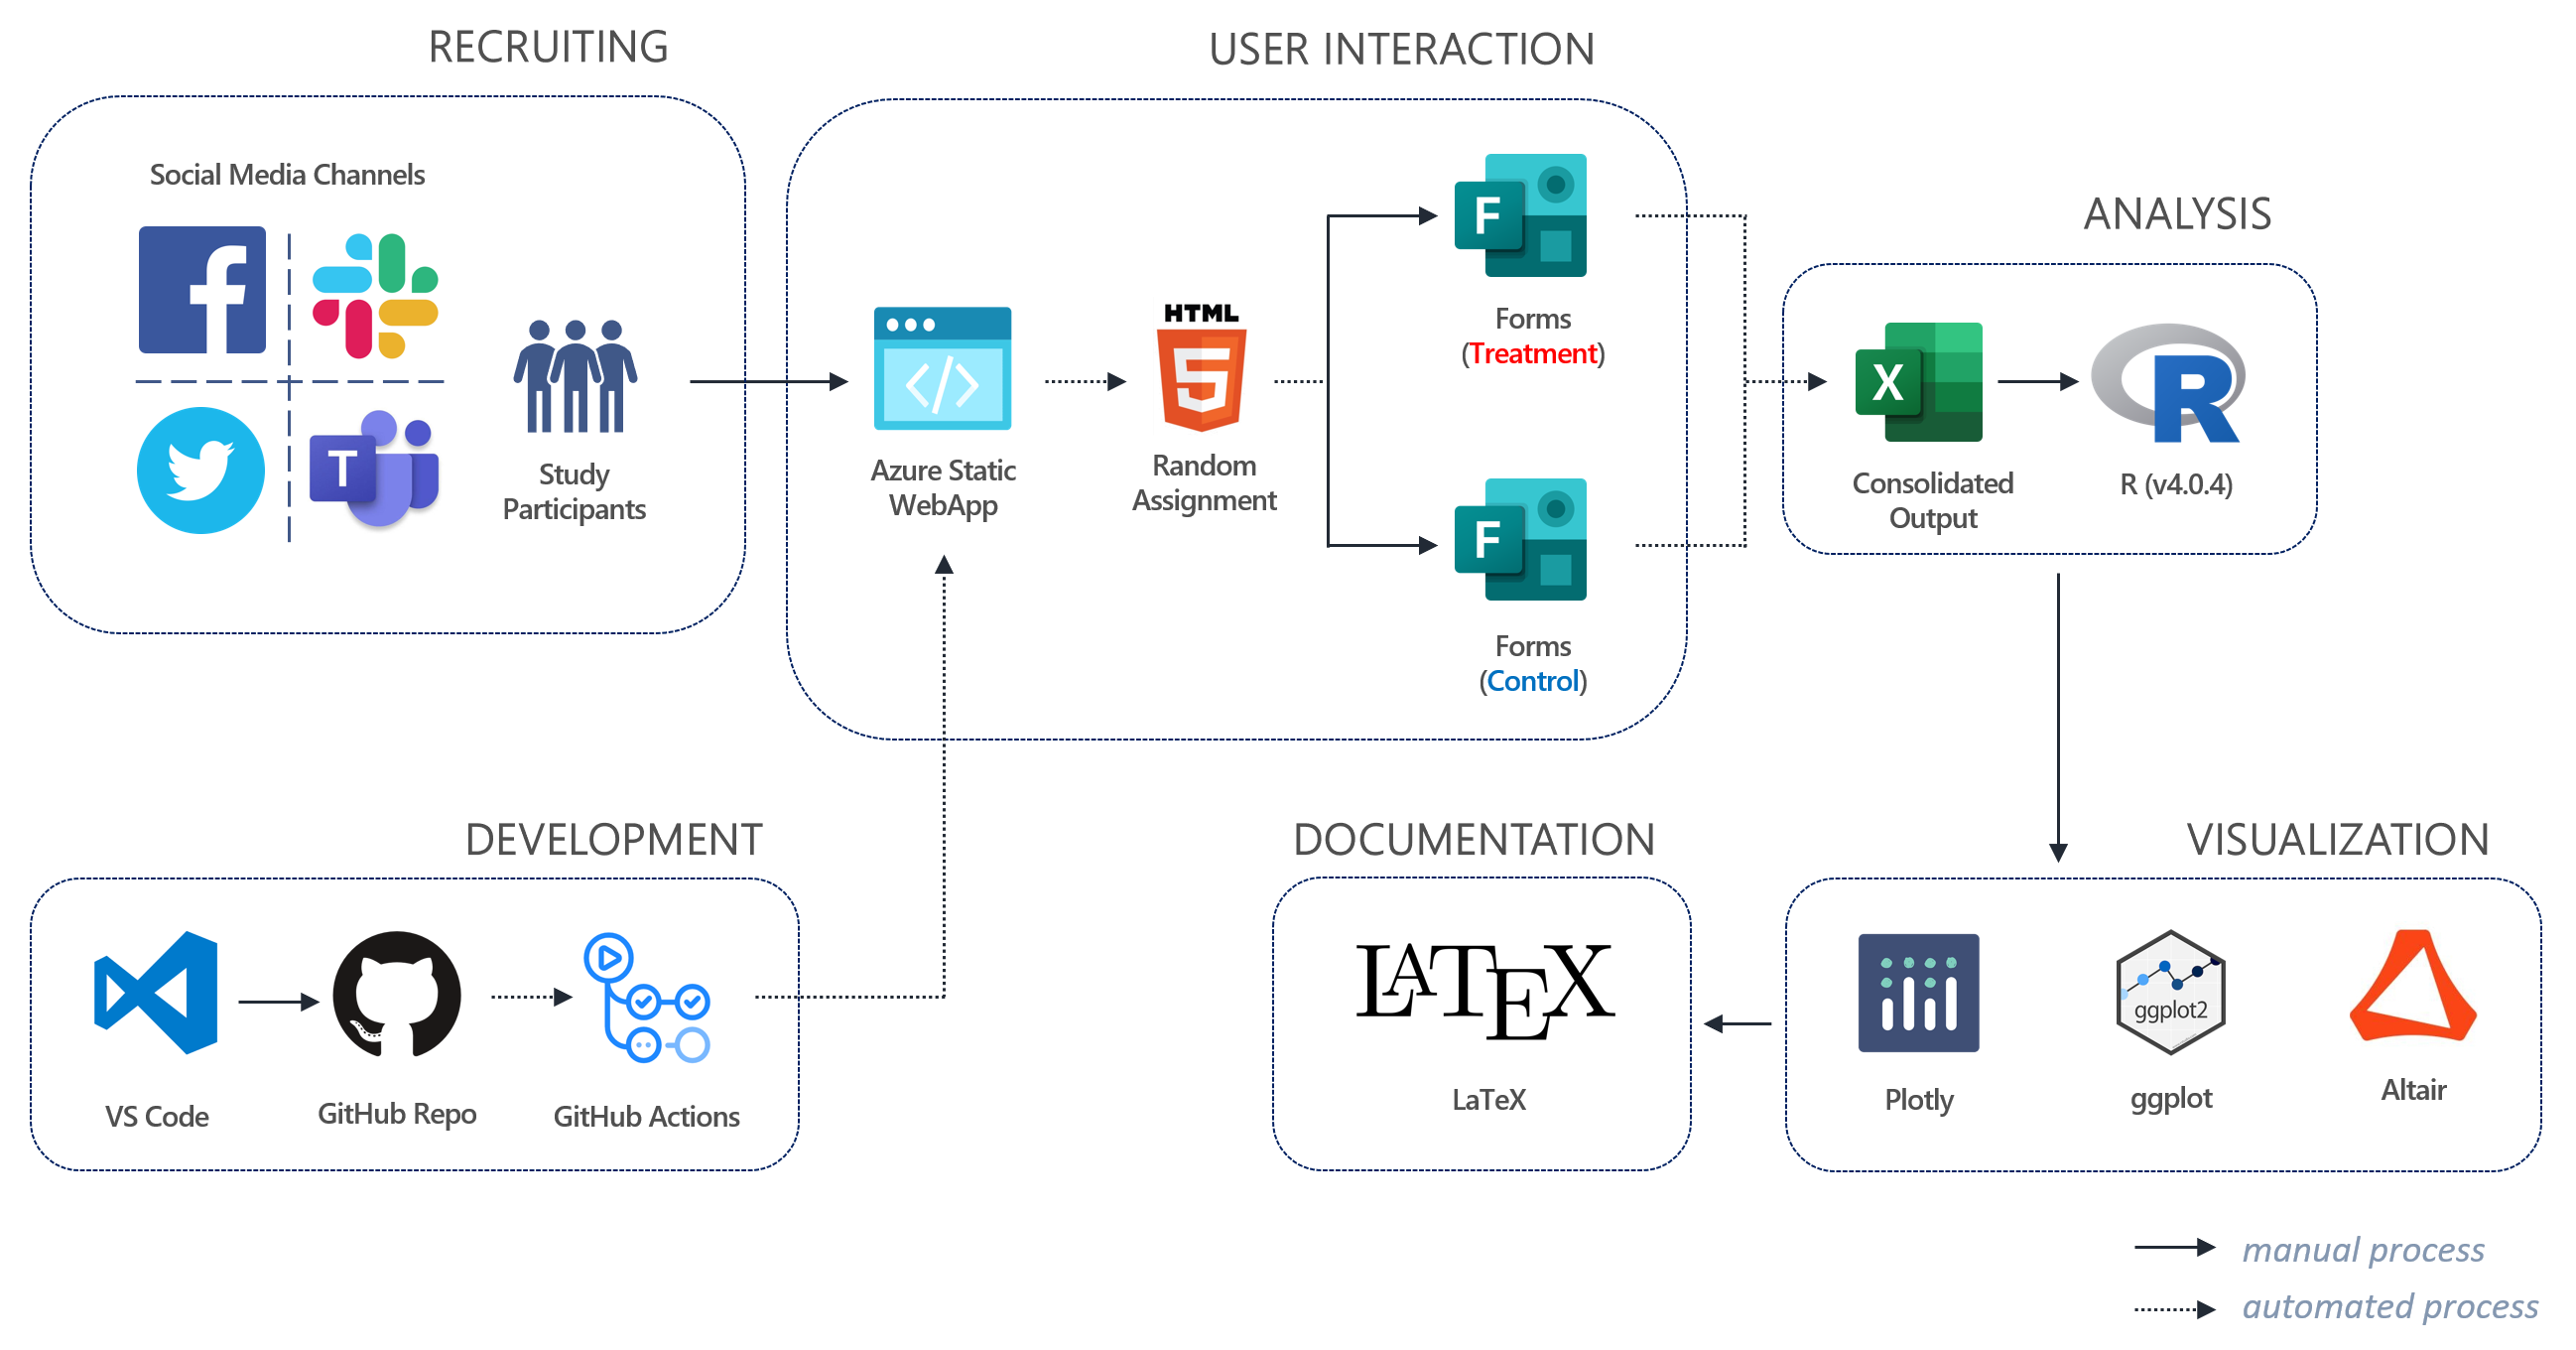 RECRUITING
Social Media Channels
T
Study
Participants
USER INTERACTION
Azure Static
WebApp
HTML
5
Random
Assignment
F
Forms
(Treatment)
F
Forms
(Control)
ANALYSIS
X
Consolidated
Output
R
R (v4.0.4)
DEVELOPMENT
VS Code
GitHub Repo
GitHub Actions
DOCUMENTATION
LATEX
LaTeX
VISUALIZATION
Plotly
ggplot2
ggplot
Altair
manual process
automated process